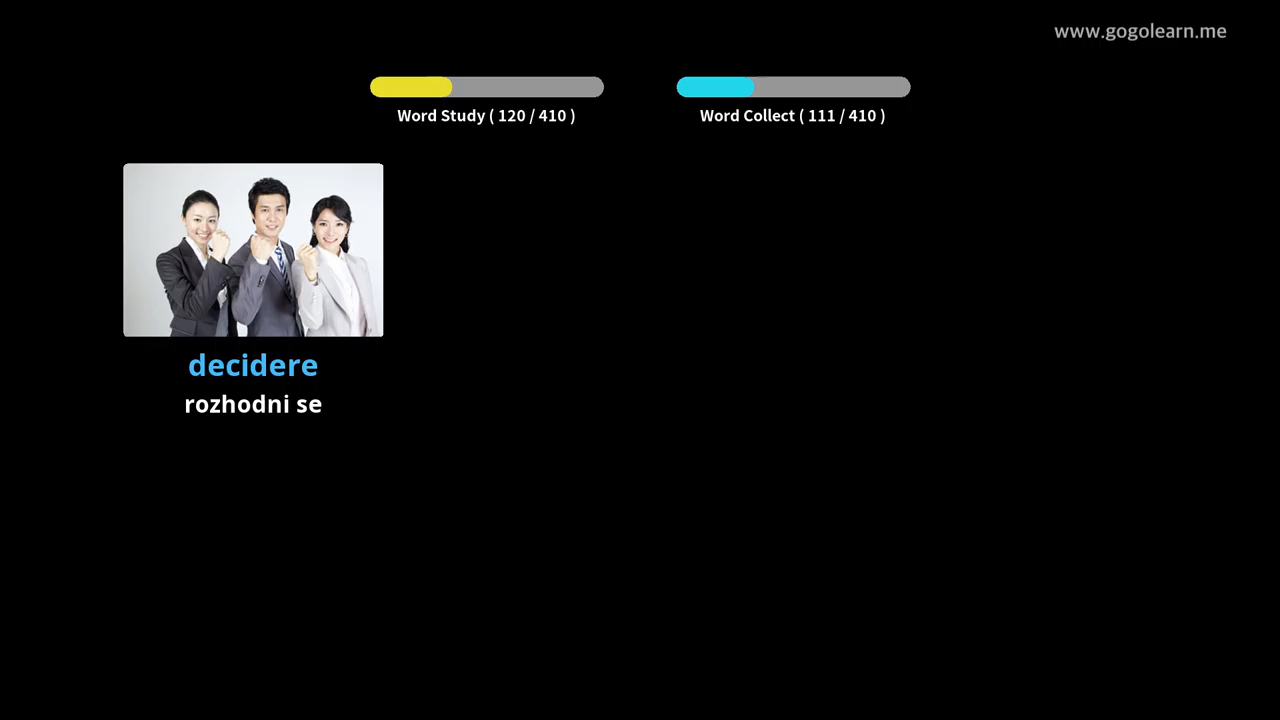 www.gogolearn.me
Word Study ( 120 / 410 )
Word Collect ( 111 / 410 )
decidere
rozhodni se